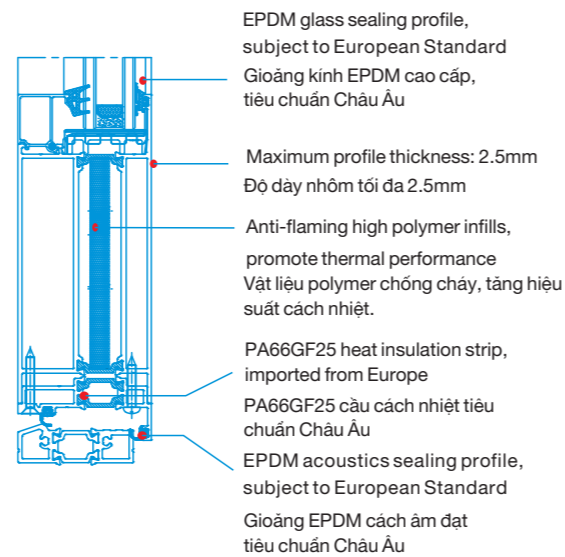 EPDM glass sealing profile,
subject to European Standard
Gioăng kính EPDM cao cấp,
tiêu chuẩn Châu Âu
Maximum profile thickness: 2.5mm
Độ dày nhôm tối đa 2.5mm
Anti-flaming high polymer infills,
promote thermal performance
Vật liệu polymer chống cháy, tăng hiệu
suất cách nhiệt.
PA66GF25 heat insulation strip,
imported from Europe
PA66GF25 cầu cách nhiệt tiêu
chuẩn Châu Âu
EPDM acoustics sealing profile,
subject to European Standard
Gioăng EPDM cách âm đạt
tiêu chuẩn Châu Âu